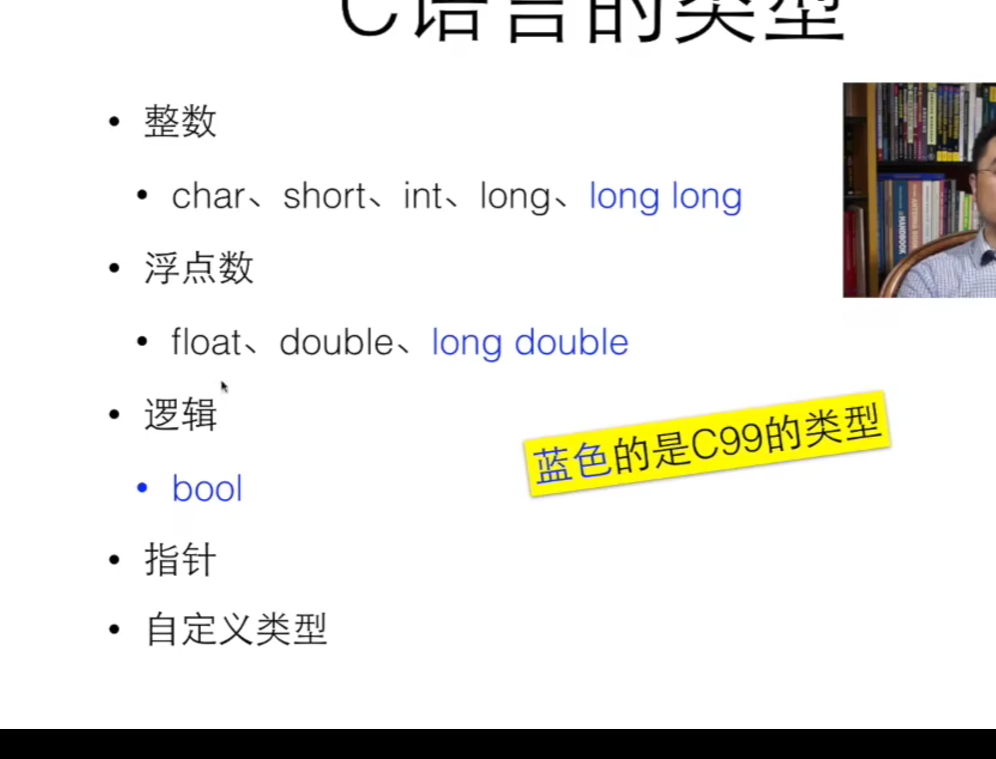 C语言的类型
• 整数
• char、short、int、long、long long
• 浮点数
• float、double、long double
• 逻辑
• bool
蓝色的是C99的类型
• 指针
• 自定义类型
HANDBOOK